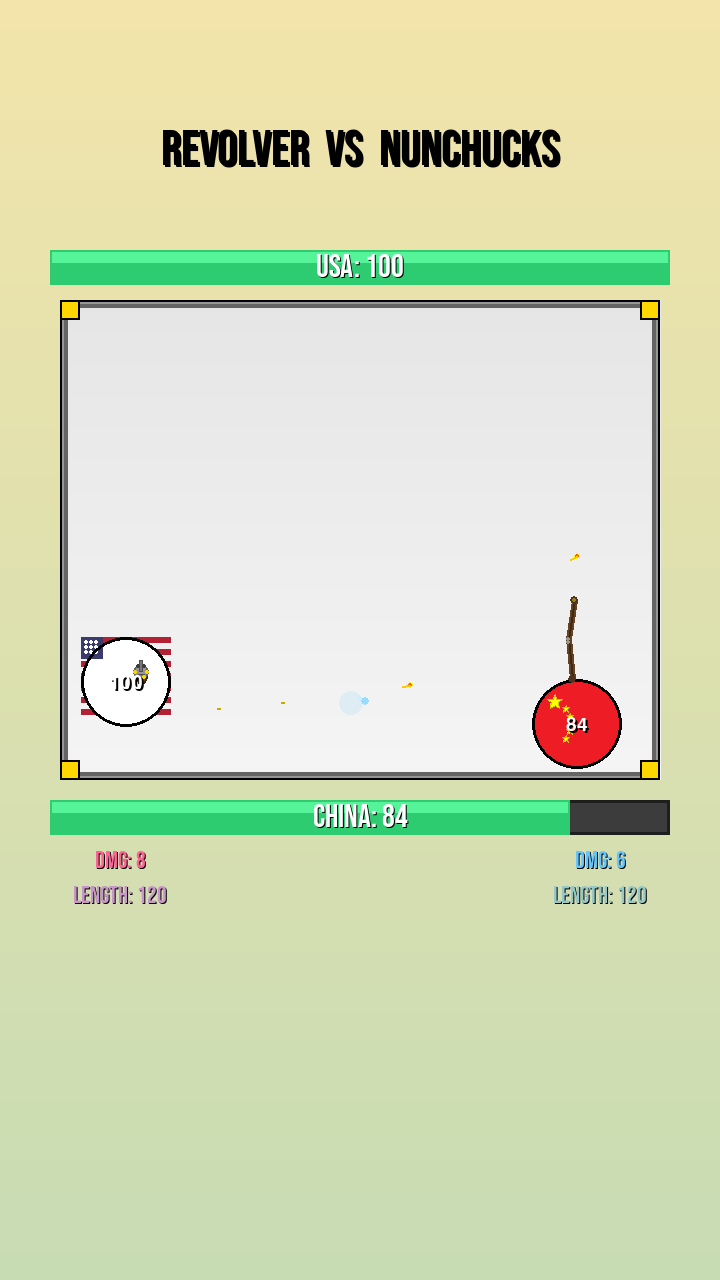 REVOLVER VS NUNCHUCKS
USA: 100
100
84
CHINA: 84
DMG: 8
DMG: 6
LENGTH: 120
LENGTH: 120